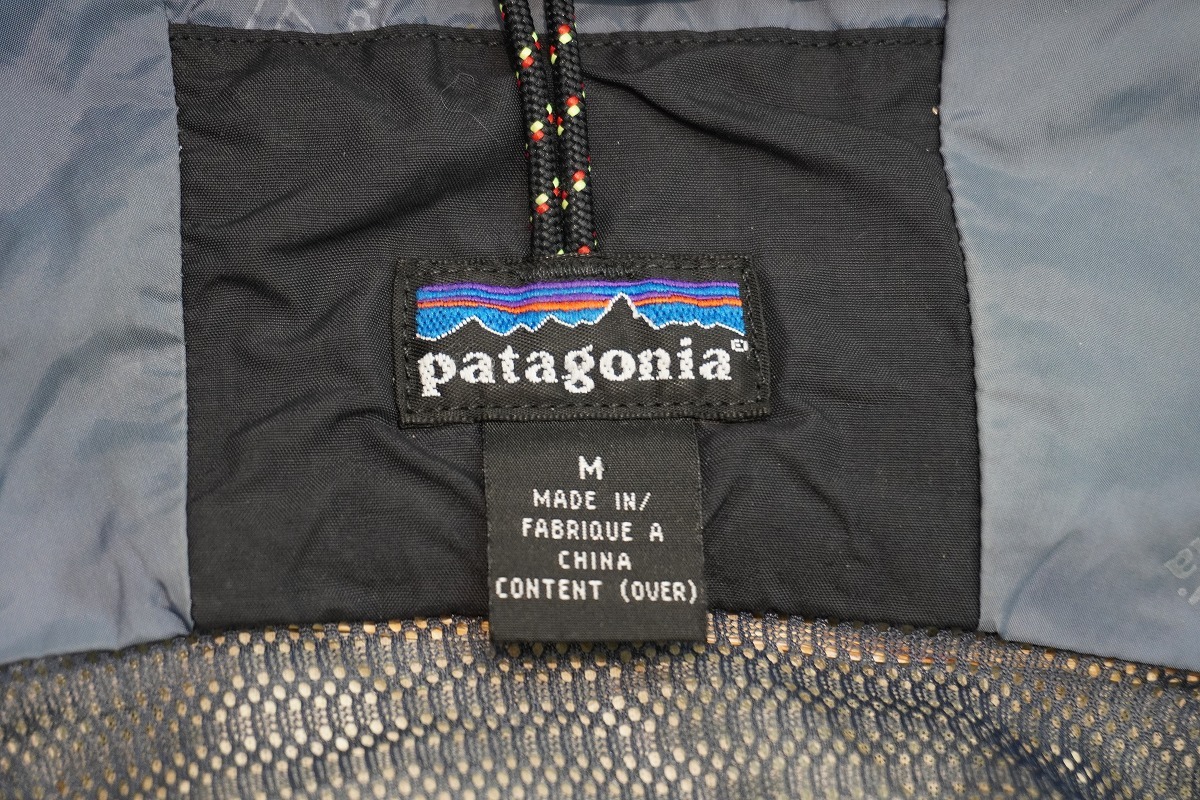 patagonia®
M
MADE IN/
FABRIQUE A
CHINA
CONTENT (OVER)